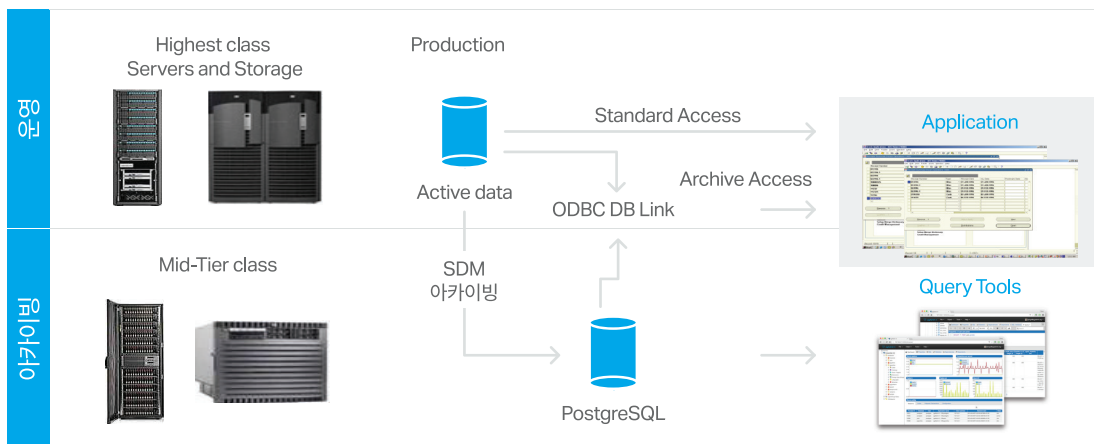 운영
Highest class
Servers and Storage
Production
Standard Access
Application
Active data
Archive Access
ODBC DB Link
아카이빙
Mid-Tier class
SDM
아카이빙
Query Tools
PostgreSQL